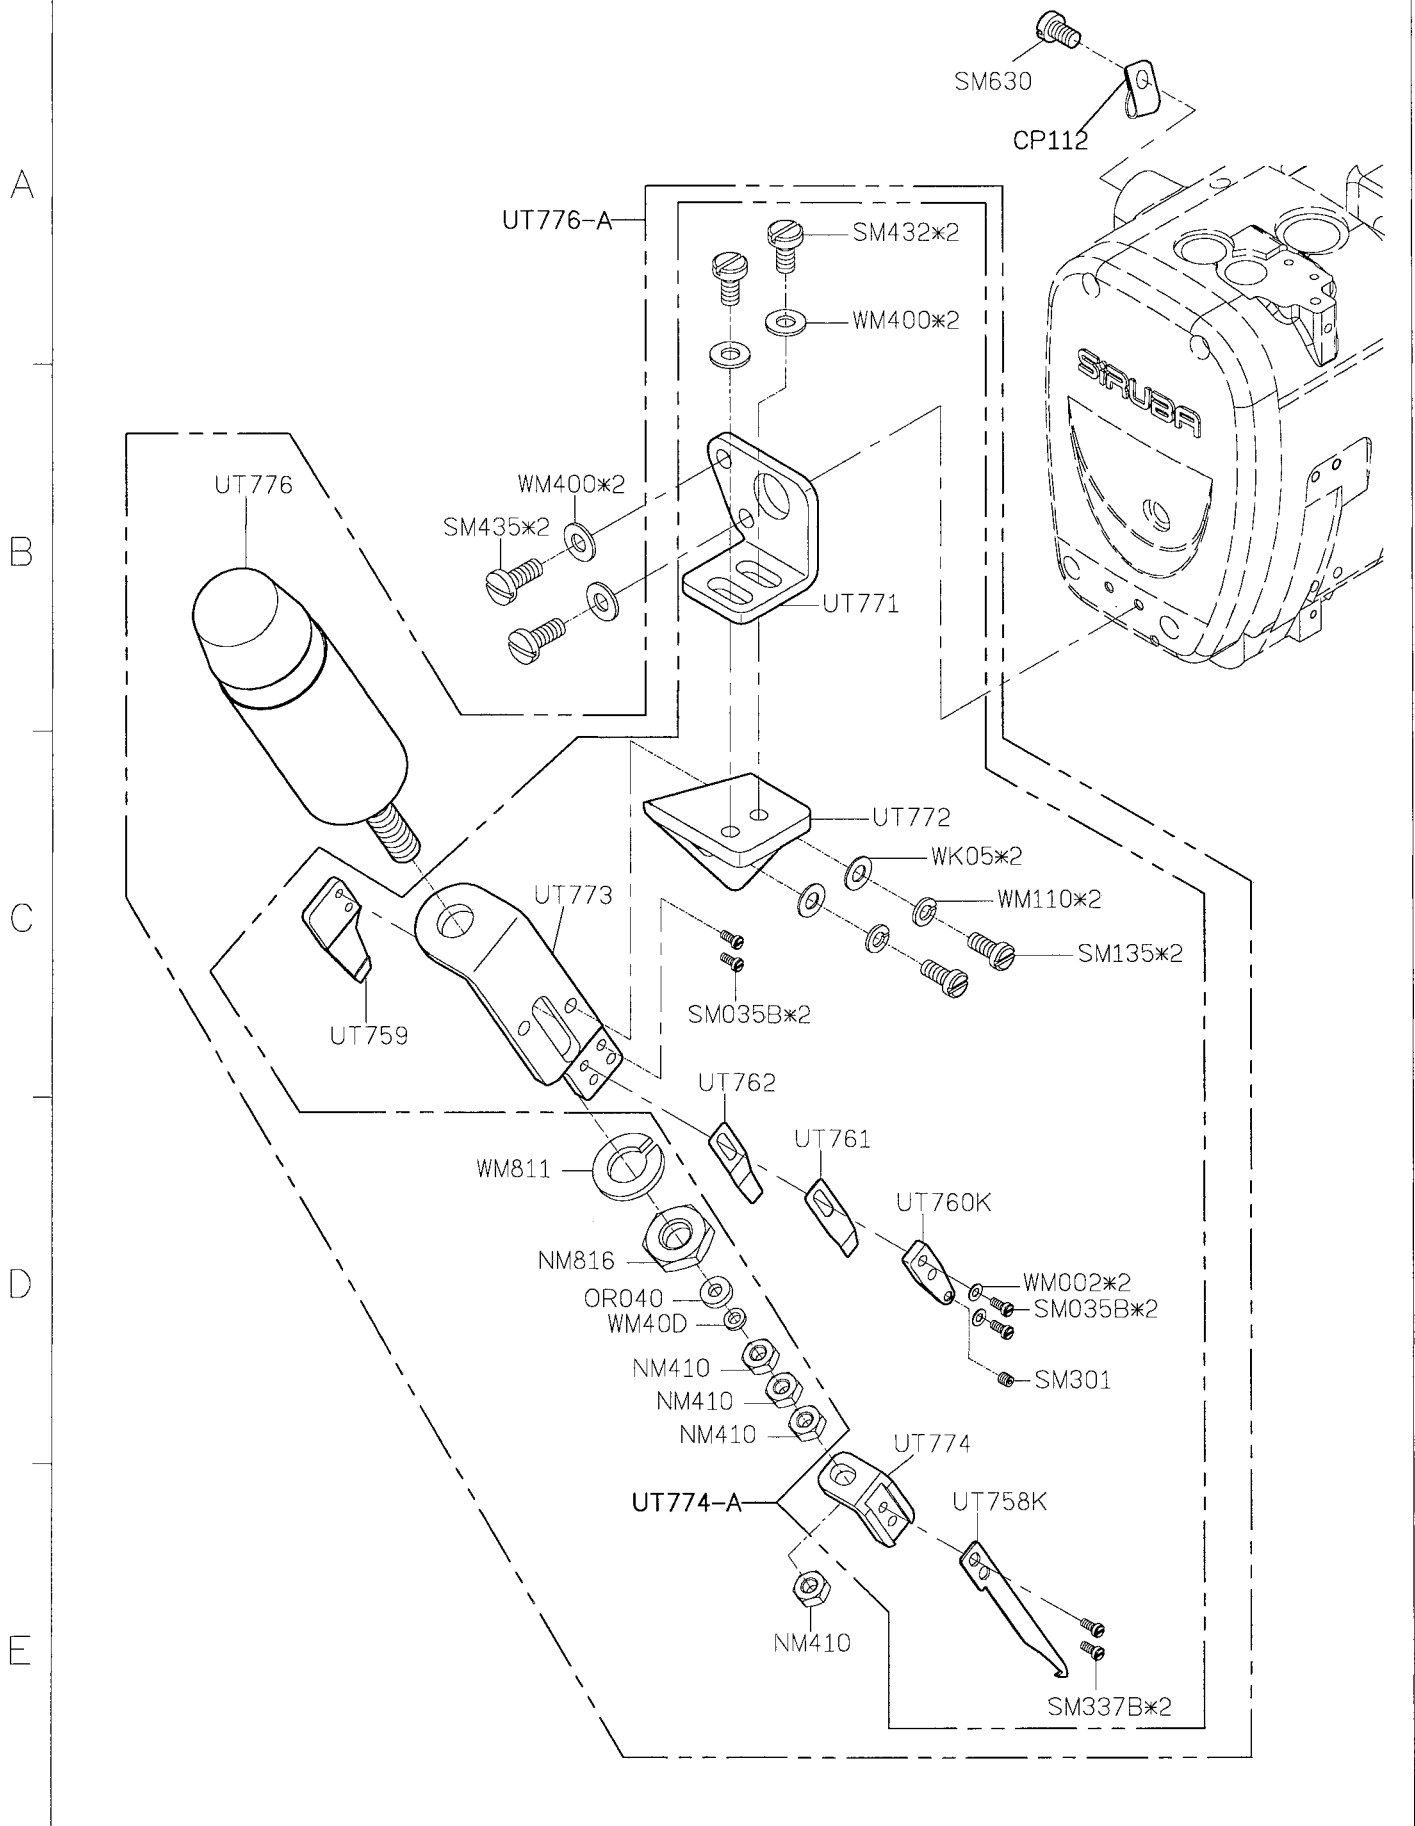 SM630
CP112
A
UT776-A
SM432*2
WM400*2
SIRUBA
UT776
WM400*2
SM435*2
B
UT771
UT772
WK05*2
UT773
WM110*2
C
SM135*2
SM035B*2
UT759
UT762
UT761
WM811
UT760K
NM816
D
WM002*2
OR040
SM035B*2
WM40D
NM410
SM301
NM410
NM410
UT774
UT774-A
UT758K
NM410
E
SM337B*2